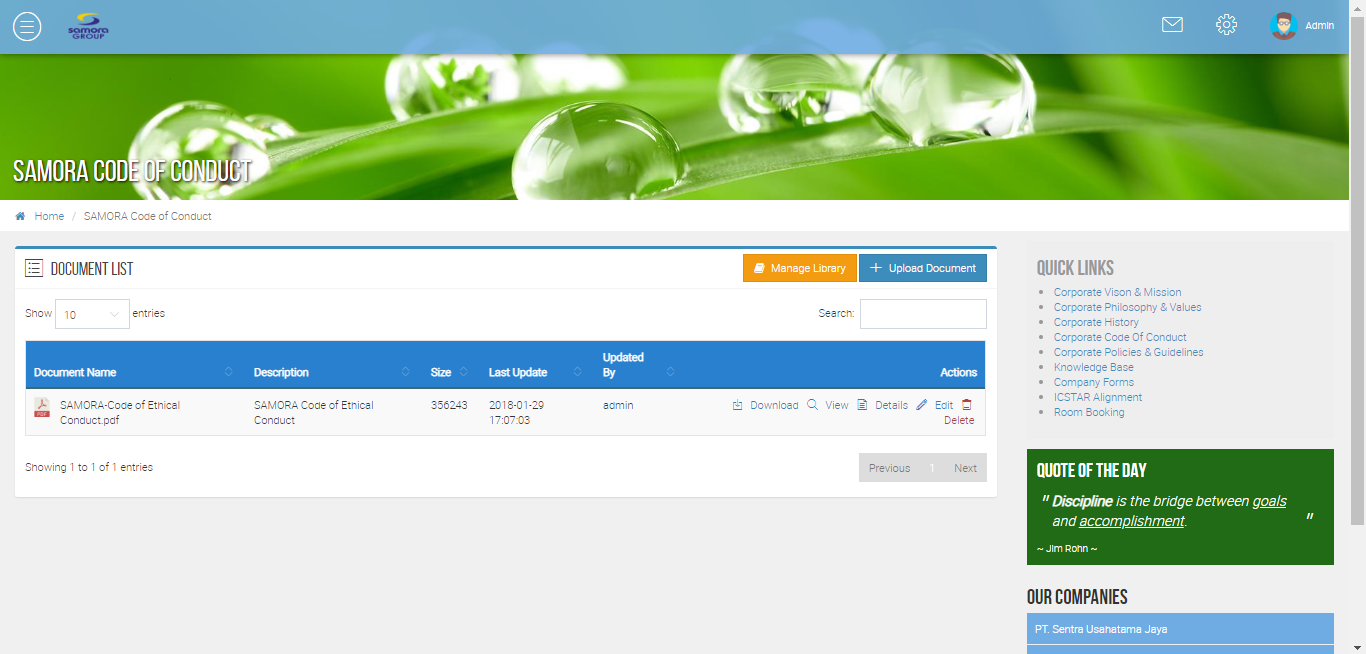 samora
GROUP
Admin
SAMORA CODE OF CONDUCT
Home / SAMORA Code of Conduct
DOCUMENT LIST
Manage Library
Upload Document
Show 10 entries
Search:
Document Name
Description
Size
Last Update
Updated
By
Actions
PDF
SAMORA-Code of Ethical
Conduct.pdf
SAMORA Code of Ethical
Conduct
356243
2018-01-29
17:07:03
admin
Download View Details Edit
Delete
Showing 1 to 1 of 1 entries
Previous 1 Next
QUICK LINKS
Corporate Vison & Mission
Corporate Philosophy & Values
Corporate History
Corporate Code Of Conduct
Corporate Policies & Guidelines
Knowledge Base
Company Forms
ICSTAR Alignment
Room Booking
QUOTE OF THE DAY
" Discipline is the bridge between goals
and accomplishment. "
~ Jim Rohn ~
OUR COMPANIES
PT. Sentra Usahatama Jaya